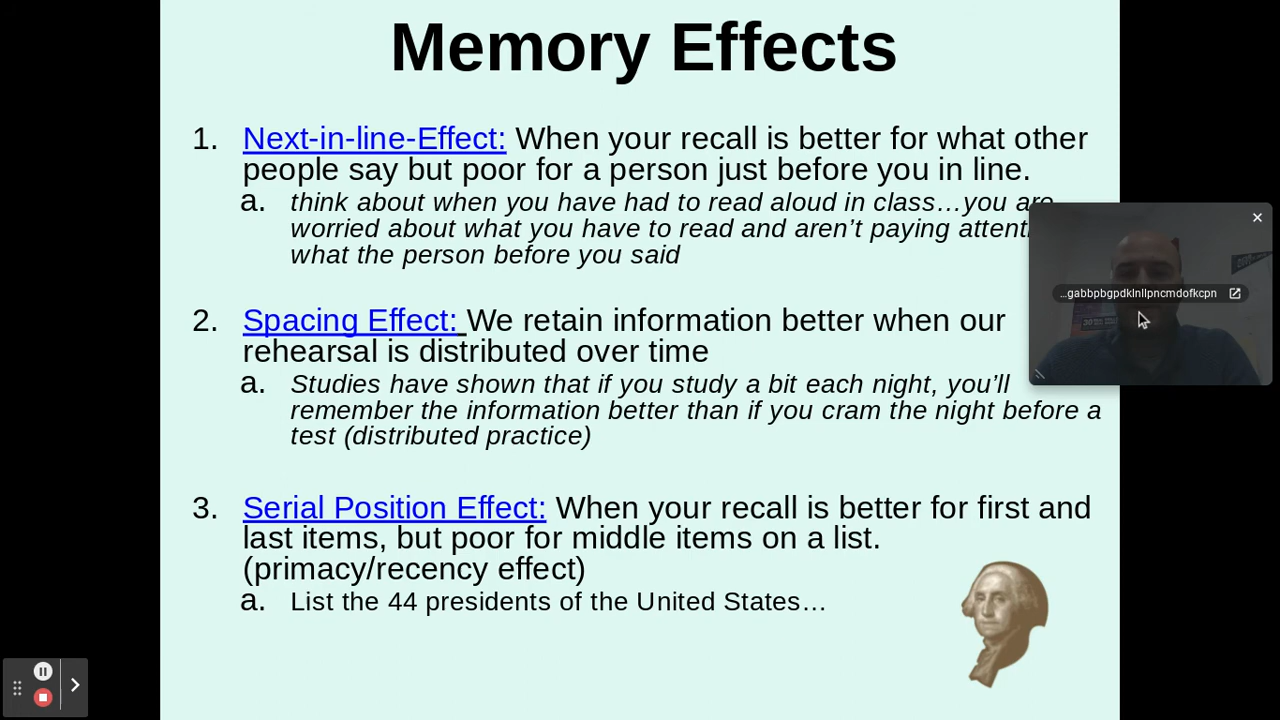 Memory Effects
1. Next-in-line-Effect: When your recall is better for what other
people say but poor for a person just before you in line.
a. think about when you have had to read aloud in class…you are
worried about what you have to read and aren’t paying
what the person before you said
…gabbpbgpdklnllpncmdofkcpn
2. Spacing Effect: We retain information better when our
rehearsal is distributed over time
a. Studies have shown that if you study a bit each night, you’ll
remember the information better than if you cram the night before a
test (distributed practice)
3. Serial Position Effect: When your recall is better for first and
last items, but poor for middle items on a list.
(primacy/recency effect)
a. List the 44 presidents of the United States…